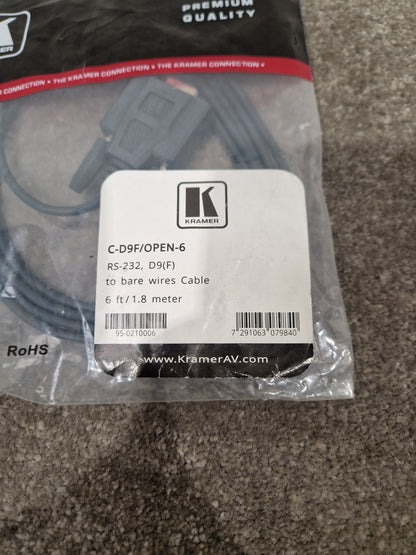 PREMIUM
QUALITY
K
KRAMER
CONNECTION • THE KRAMER CONNECTION • THE KRAMER CONNECTION •
K
KRAMER
C-D9F/OPEN-6
RS-232, D9(F)
to bare wires Cable
6 ft/1.8 meter
95-0210006
7 291063 079840
RoHS
www.KramerAV.com